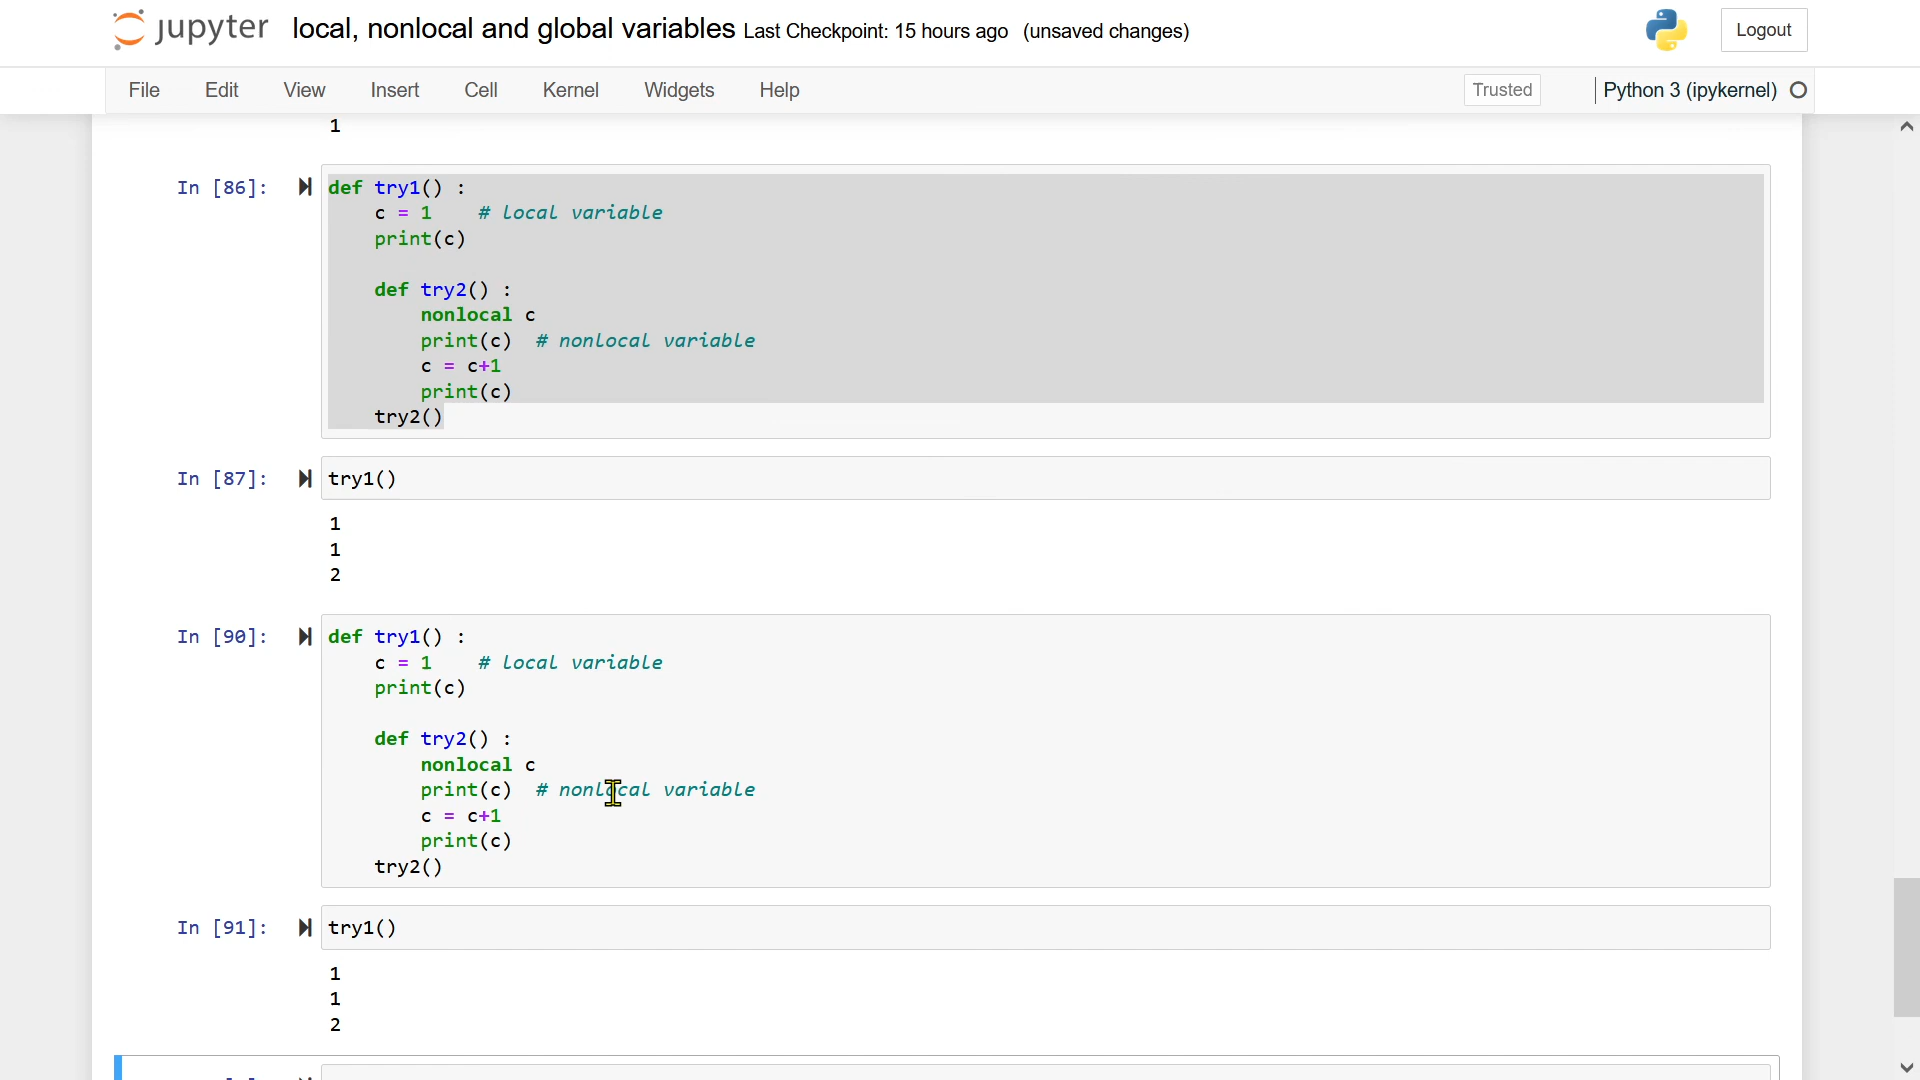 jupyter local, nonlocal and global variables Last Checkpoint: 15 hours ago (unsaved changes) Logout
File Edit View Insert Cell Kernel Widgets Help Trusted Python 3 (ipykernel)
1
In [86]: def try1() :
c = 1 # local variable
print(c)
def try2() :
nonlocal c
print(c) # nonlocal variable
c = c+1
print(c)
try2()
In [87]: try1()
1
1
2
In [90]: def try1() :
c = 1 # local variable
print(c)
def try2() :
nonlocal c
print(c) # nonlocal variable
c = c+1
print(c)
try2()
In [91]: try1()
1
1
2